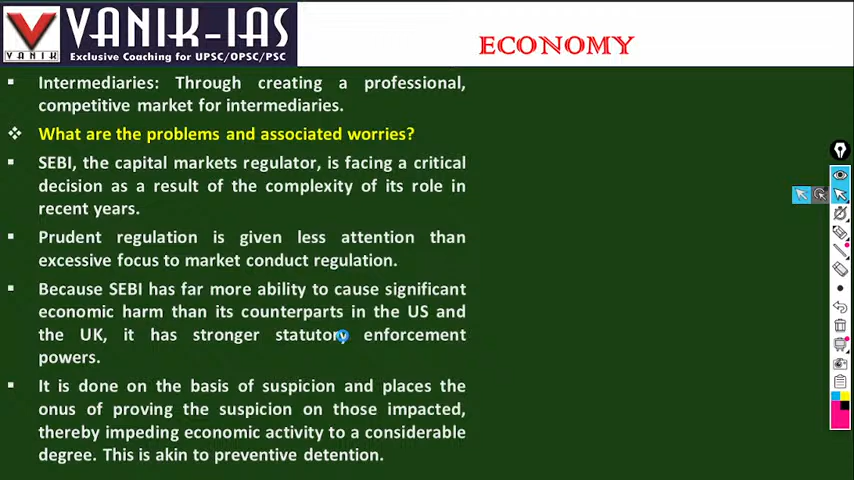 VANIK-IAS
VANIK
Exclusive Coaching for UPSC/OPSC/PSC
ECONOMY
▪ Intermediaries: Through creating a professional,
competitive market for intermediaries.
❖ What are the problems and associated worries?
▪ SEBI, the capital markets regulator, is facing a critical
decision as a result of the complexity of its role in
recent years.
▪ Prudent regulation is given less attention than
excessive focus to market conduct regulation.
▪ Because SEBI has far more ability to cause significant
economic harm than its counterparts in the US and
the UK, it has stronger statutory enforcement
powers.
▪ It is done on the basis of suspicion and places the
onus of proving the suspicion on those impacted,
thereby impeding economic activity to a considerable
degree. This is akin to preventive detention.